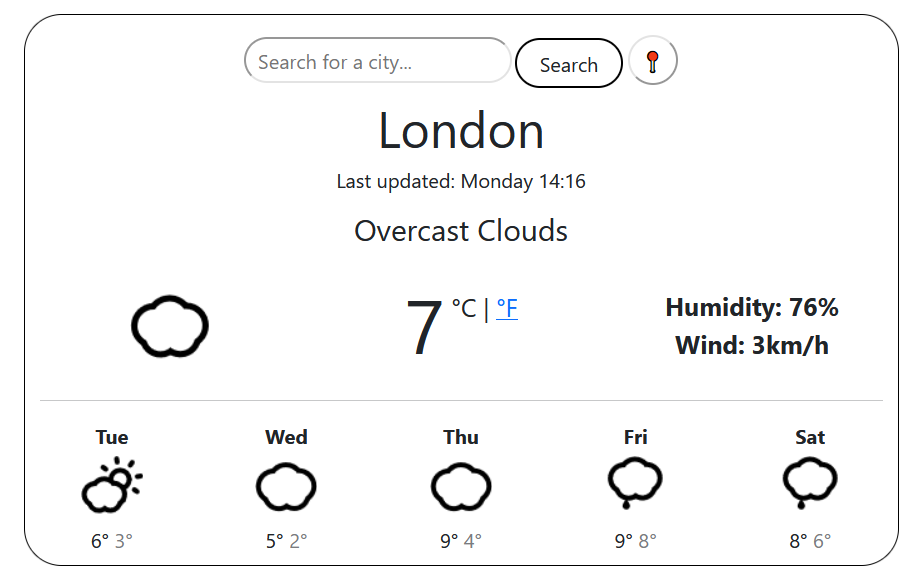 Search for a city... Search
London
Last updated: Monday 14:16
Overcast Clouds
7 °C | °F
Humidity: 76%
Wind: 3km/h
Tue Wed Thu Fri Sat
6° 3° 5° 2° 9° 4° 9° 8° 8° 6°